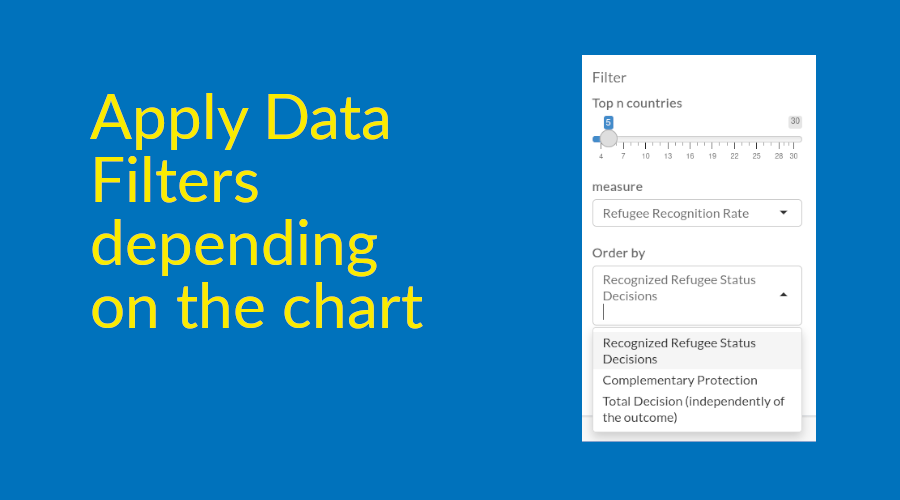 Apply Data
Filters
depending
on the chart
Filter
Top n countries
5
30
4 7 10 13 16 19 22 25 28 30
measure
Refugee Recognition Rate
Order by
Recognized Refugee Status
Decisions
Recognized Refugee Status
Decisions
Complementary Protection
Total Decision (independently of
the outcome)